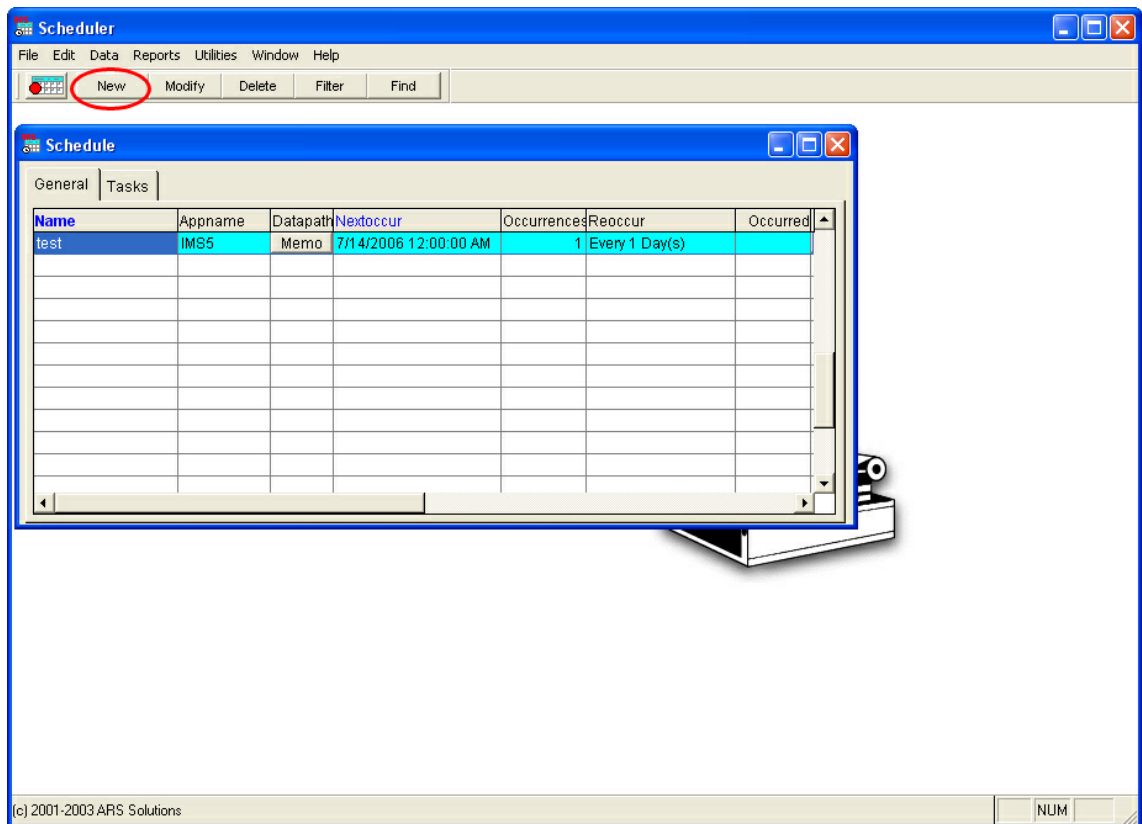 Scheduler
File Edit Data Reports Utilities Window Help
New Modify Delete Filter Find
Schedule
General Tasks
Name Appname Datapath Nextoccur Occurrences Reoccur Occurred
test IMS5 Memo 7/14/2006 12:00:00 AM 1 Every 1 Day(s)
(c) 2001-2003 ARS Solutions NUM